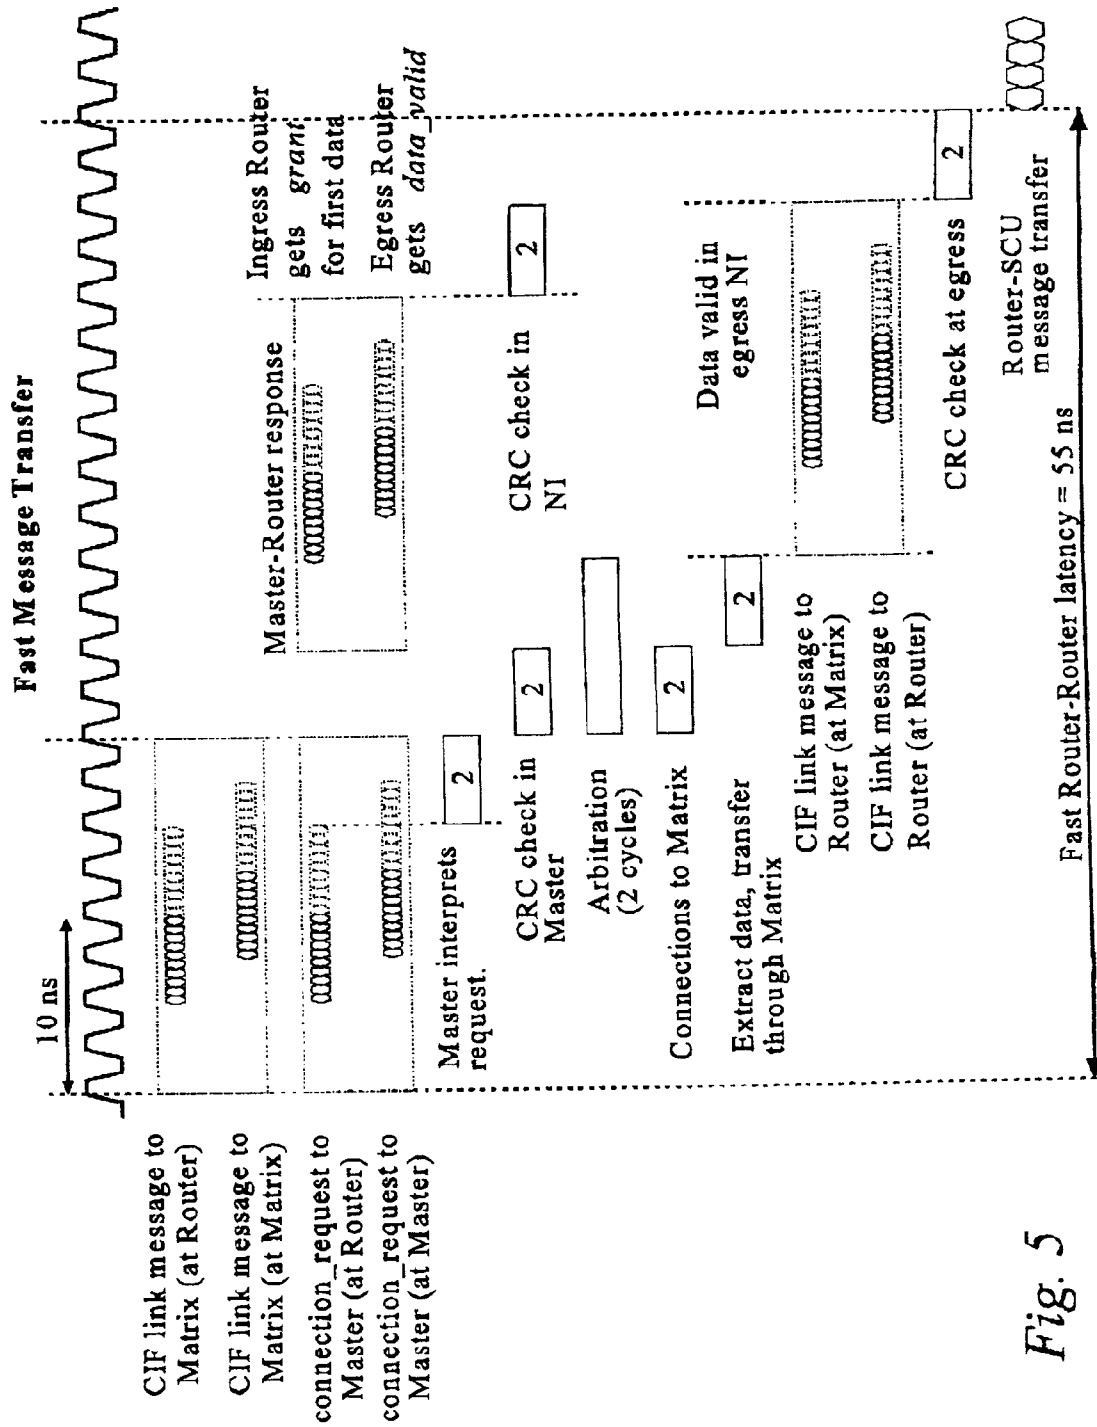 Fast Message Transfer
10 ns
CIF link message to
Matrix (at Router)
CIF link message to
Matrix (at Matrix)
connection_request to
Master (at Router)
connection_request to
Master (at Master)
Master-Router response
Ingress Router
gets grant
for first data
Egress Router
gets data_valid
Master interprets
request.
2
CRC check in
Master
2
CRC check in
NI
2
Arbitration
(2 cycles)
Connections to Matrix
2
Extract data, transfer
through Matrix
2
Data valid in
egress NI
CIF link message to
Router (at Matrix)
CIF link message to
Router (at Router)
CRC check at egress
2
Router-SCU
message transfer
Fast Router-Router latency = 55 ns
Fig. 5